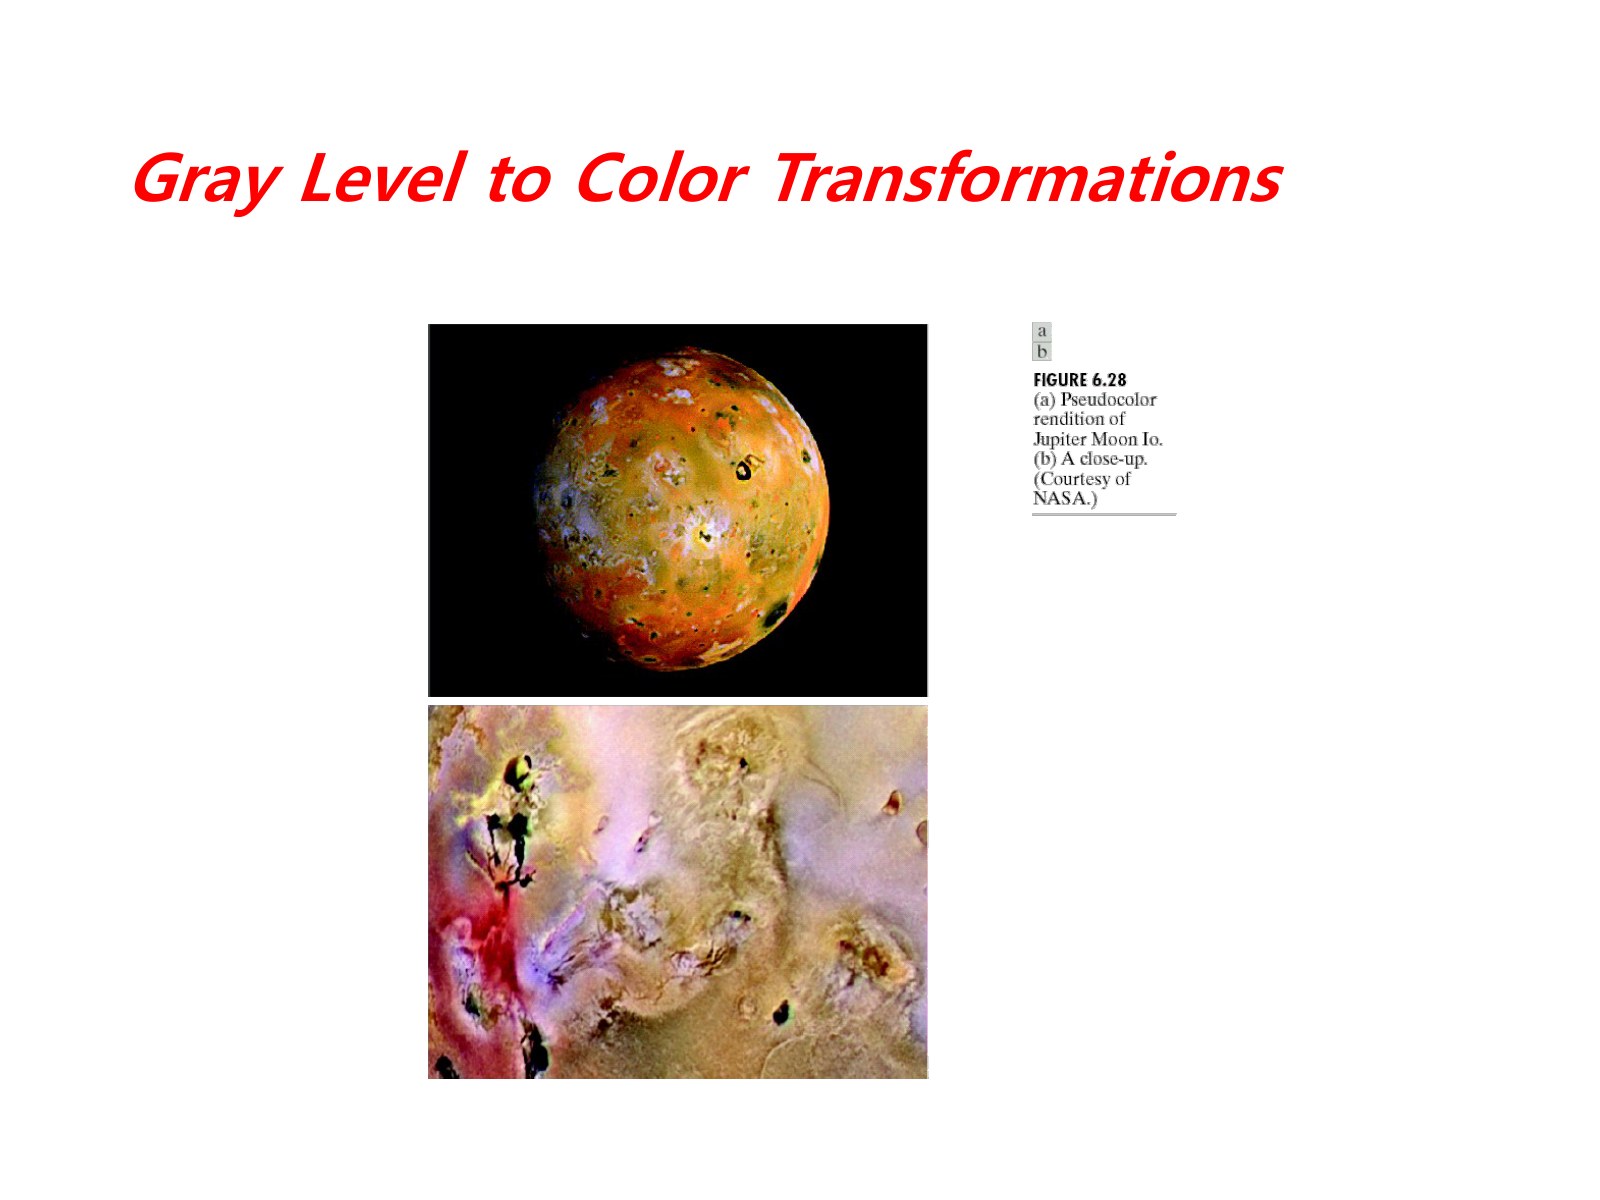 Gray Level to Color Transformations
a
b
FIGURE 6.28
(a) Pseudocolor
rendition of
Jupiter Moon Io.
(b) A close-up.
(Courtesy of
NASA.)